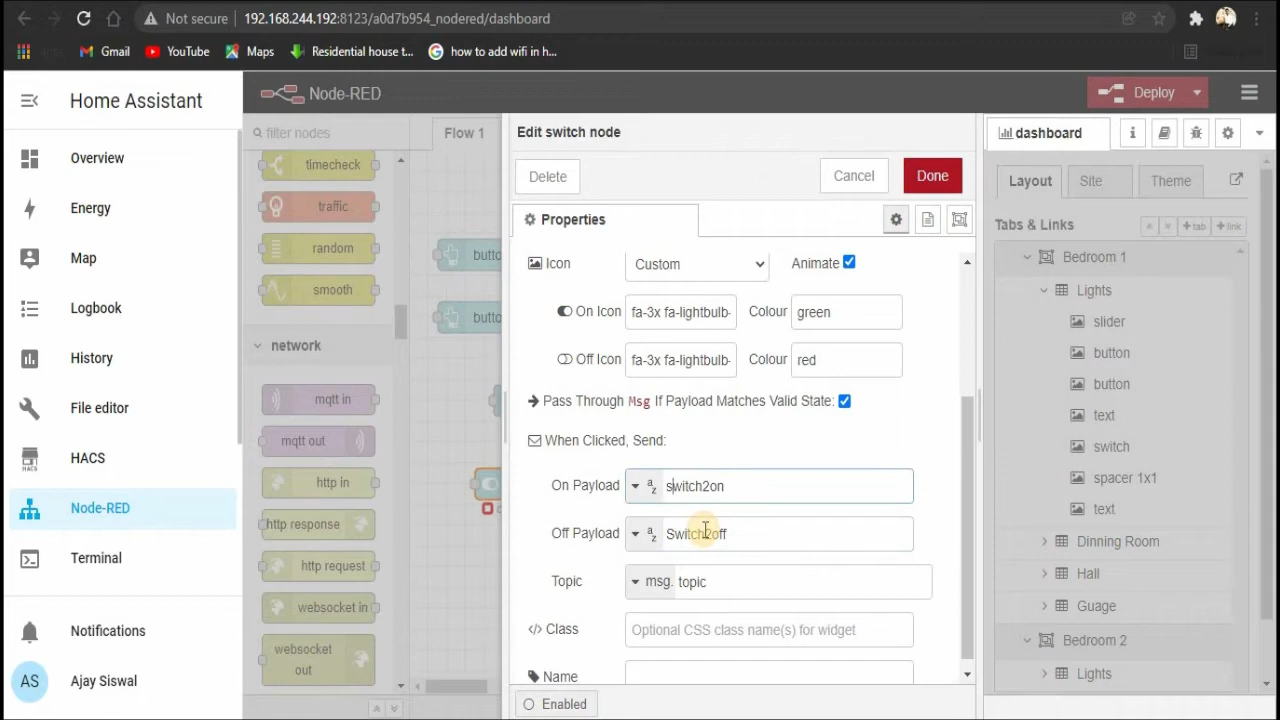 Not secure 192.168.244.192:8123/a0d7b954_nodered/dashboard
Gmail YouTube Maps Residential house t... how to add wifi in h...
Home Assistant
Overview
Energy
Map
Logbook
History
File editor
HACS
HACS
Node-RED
Terminal
Notifications
AS Ajay Siswal
Node-RED
Deploy
filter nodes
timecheck
traffic
random
smooth
network
mqtt in
mqtt out
http in
http response
http request
websocket in
websocket
out
Flow 1
butto
butto
Edit switch node
Delete
Cancel
Done
Properties
Icon Custom Animate
On Icon fa-3x fa-lightbulb- Colour green
Off Icon fa-3x fa-lightbulb- Colour red
Pass Through Msg If Payload Matches Valid State:
When Clicked, Send:
On Payload a z switch2on
Off Payload a z Switch2off
Topic msg. topic
</> Class Optional CSS class name(s) for widget
Name
Enabled
dashboard
i
Layout Site Theme
Tabs & Links
+tab +link
Bedroom 1
Lights
slider
button
button
text
switch
spacer 1x1
text
Dinning Room
Hall
Guage
Bedroom 2
Lights